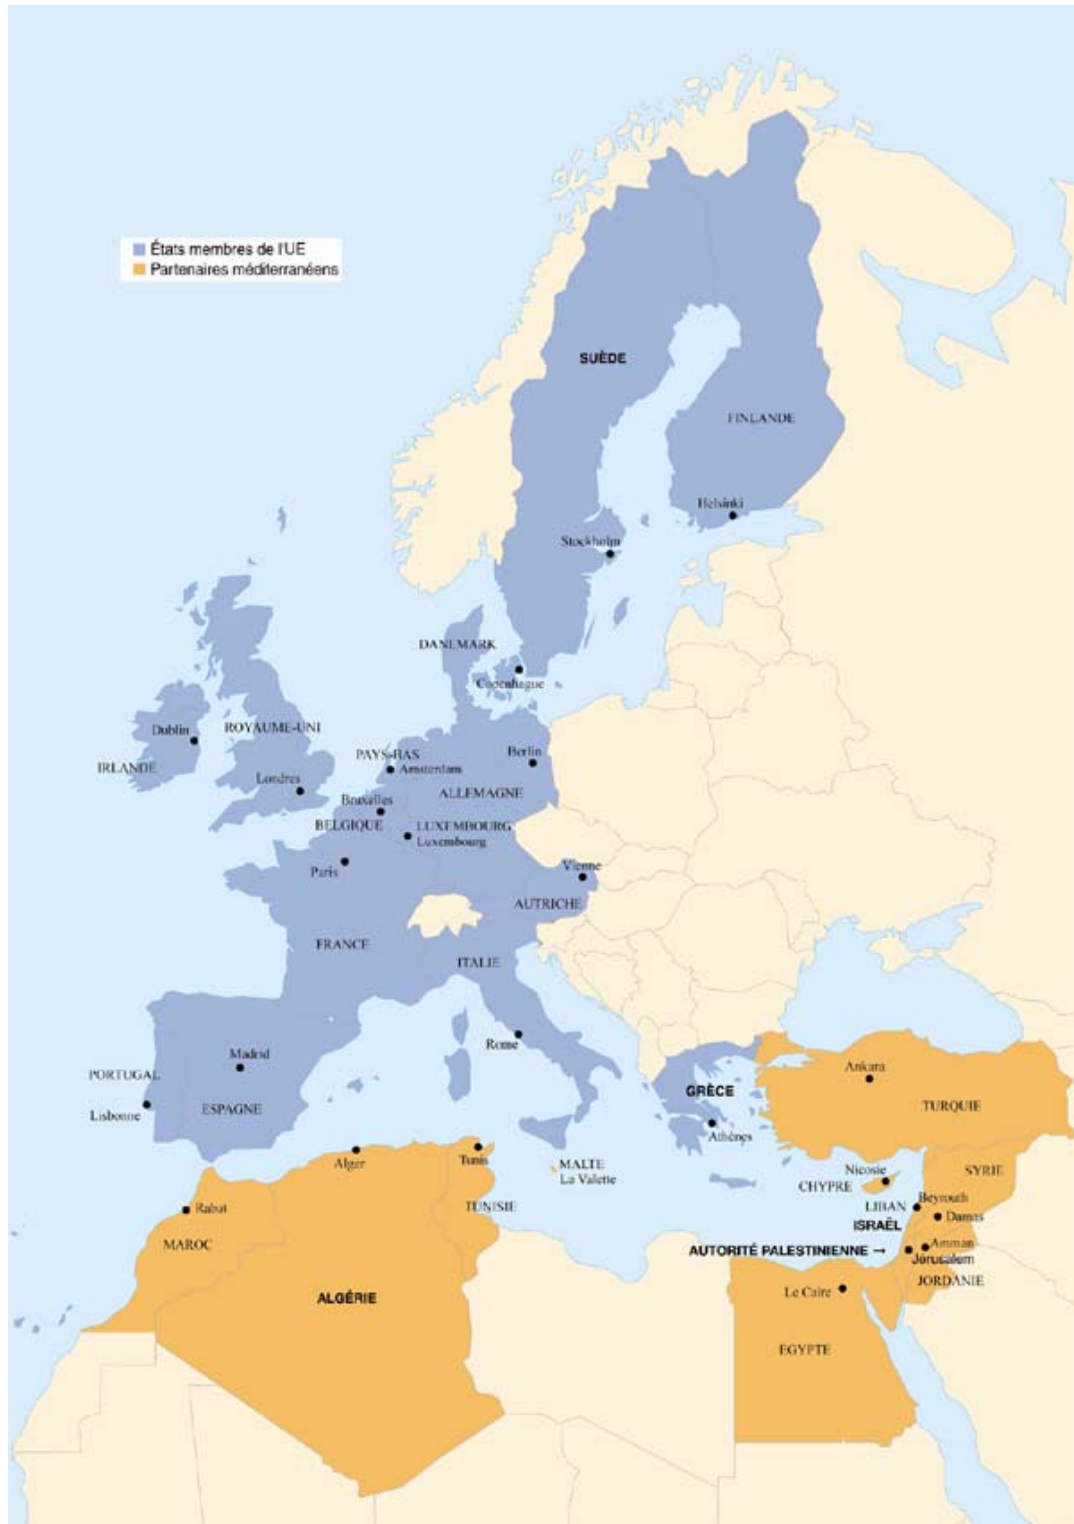 États membres de l'UE
Partenaires méditerranéens
SUÈDE
FINLANDE
Helsinki
Stockholm
DANEMARK
Copenhague
Dublin
ROYAUME-UNI
IRLANDE
Londres
PAYS-BAS
Amsterdam
Berlin
ALLEMAGNE
Bruxelles
BELGIQUE
LUXEMBOURG
Luxembourg
Paris
Vienne
AUTRICHE
FRANCE
ITALIE
Rome
Madrid
PORTUGAL
Lisbonne
ESPAGNE
GRÈCE
Athènes
Ankara
TURQUIE
Alger
Tunis
MALTE
La Valette
Nicosie
CHYPRE
SYRIE
LIBAN
Beyrouth
ISRAËL
Damas
Rabat
TUNISIE
MAROC
AUTORITÉ PALESTINIENNE →
Amman
Jérusalem
JORDANIE
ALGÉRIE
Le Caire
EGYPTE